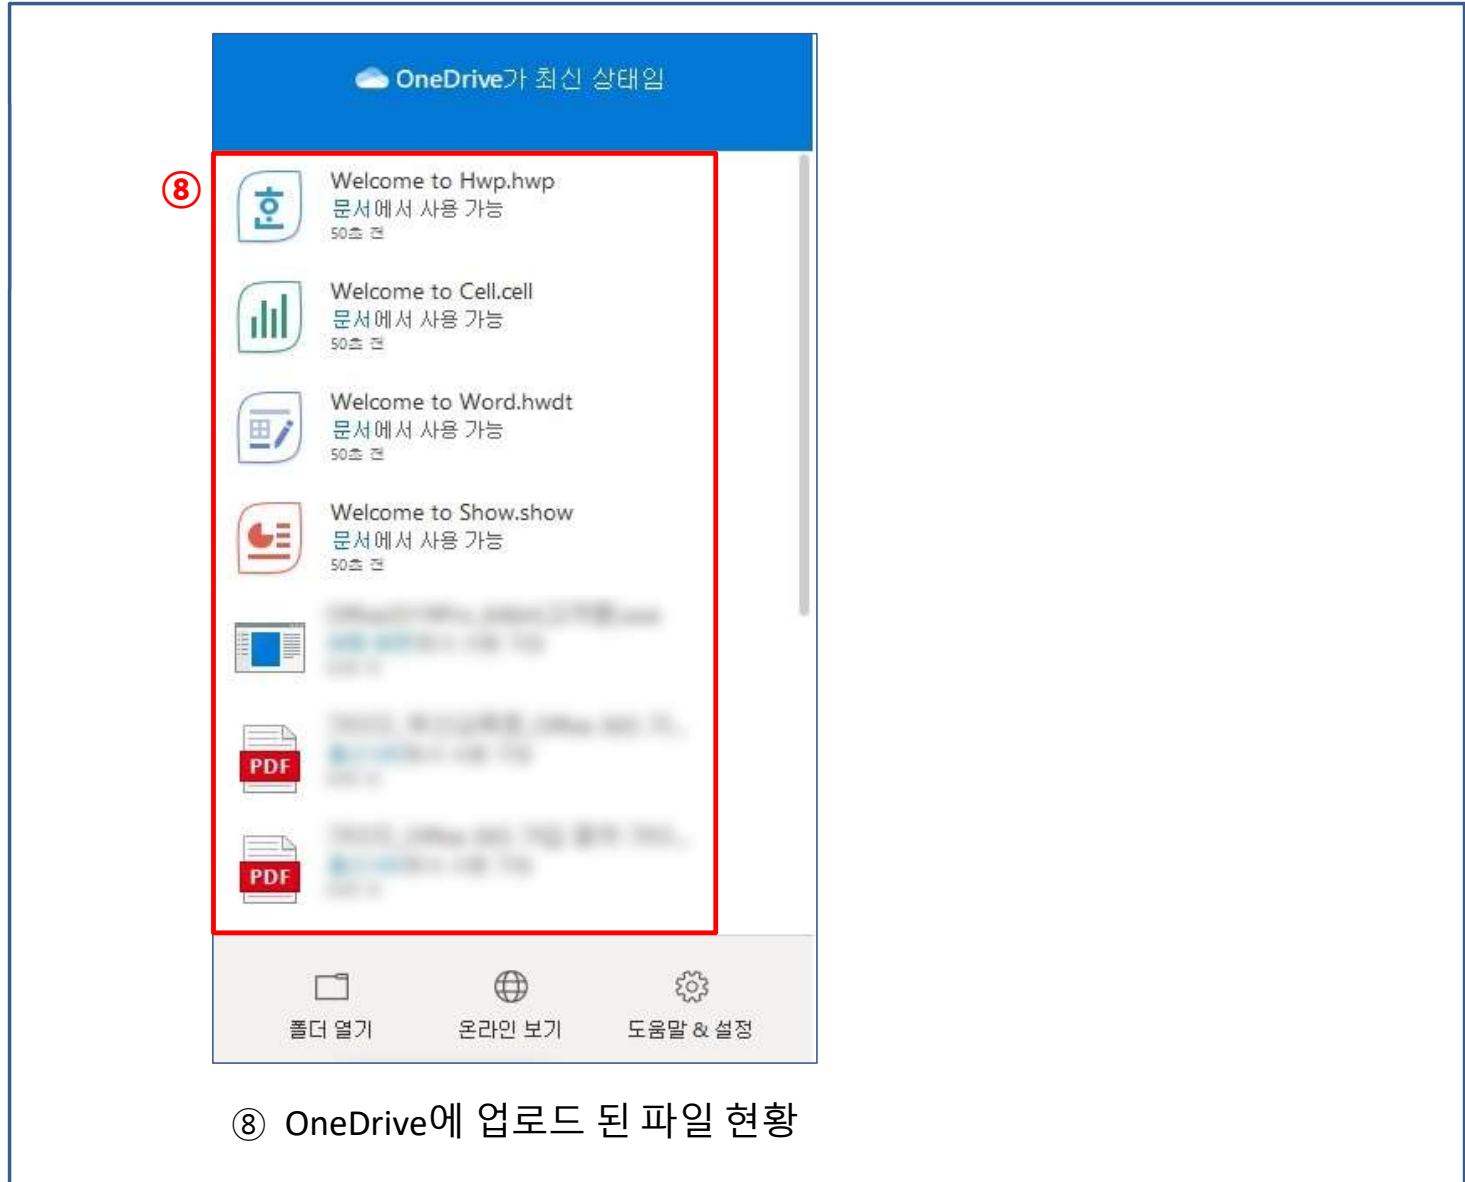 OneDrive가 최신 상태임
⑧
Welcome to Hwp.hwp
문서에서 사용 가능
50초 전
Welcome to Cell.cell
문서에서 사용 가능
50초 전
Welcome to Word.hwdt
문서에서 사용 가능
50초 전
Welcome to Show.show
문서에서 사용 가능
50초 전
PDF
PDF
폴더 열기
온라인 보기
도움말 & 설정
⑧ OneDrive에 업로드 된 파일 현황